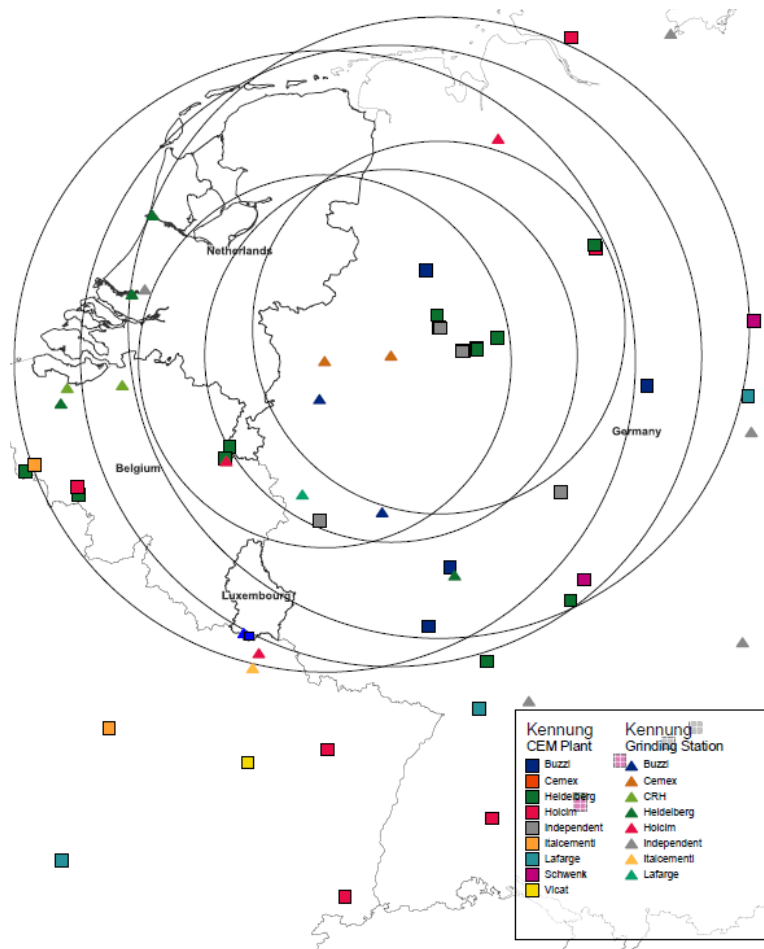 Netherlands
Germany
Belgium
Luxembourg
Kennung
CEM Plant
Buzzi
Cemex
Heidelberg
Holcim
Independent
Italcementi
Lafarge
Schwenk
Vicat
Kennung
Grinding Station
Buzzi
Cemex
CRH
Heidelberg
Holcim
Independent
Italcementi
Lafarge